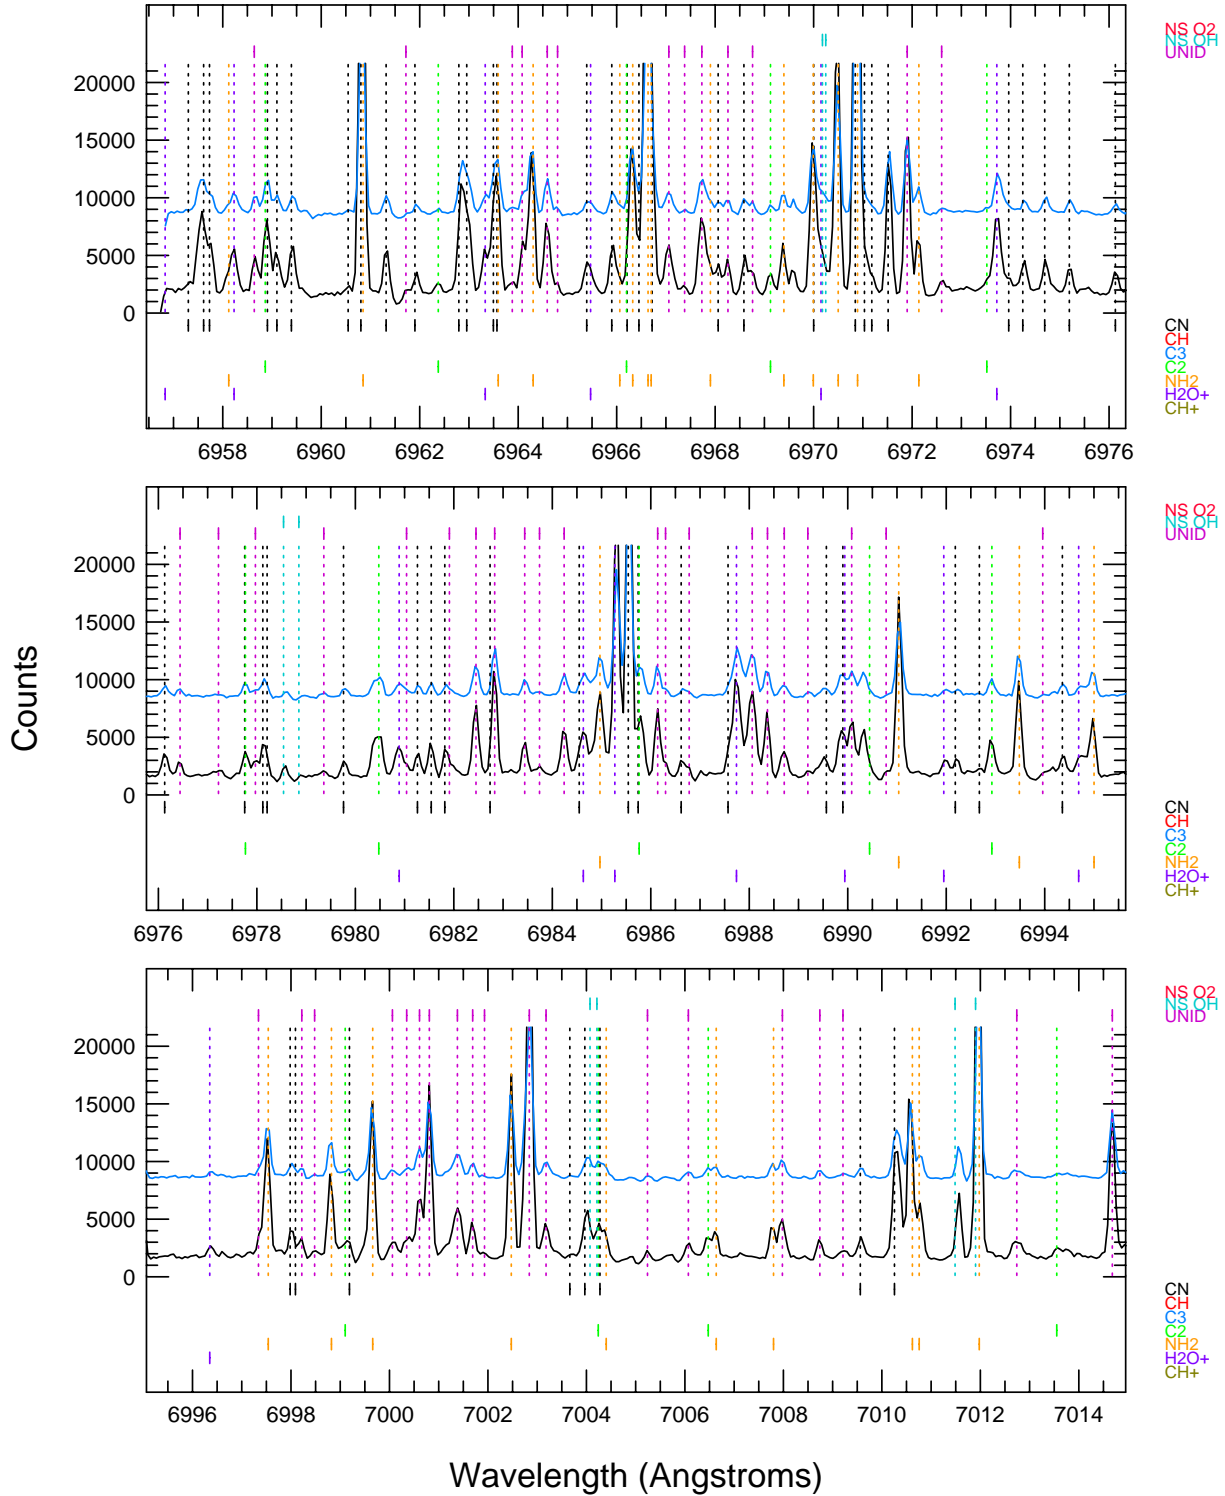 NS O2
NS OH
UNID
20000
15000
10000
5000
0
CN
CH
C3
C2
NH2
H2O+
CH+
6958 6960 6962 6964 6966 6968 6970 6972 6974 6976
NS O2
NS OH
UNID
20000
15000
10000
5000
0
CN
CH
C3
C2
NH2
H2O+
CH+
6976 6978 6980 6982 6984 6986 6988 6990 6992 6994
Counts
NS O2
NS OH
UNID
20000
15000
10000
5000
0
CN
CH
C3
C2
NH2
H2O+
CH+
6996 6998 7000 7002 7004 7006 7008 7010 7012 7014
Wavelength (Angstroms)